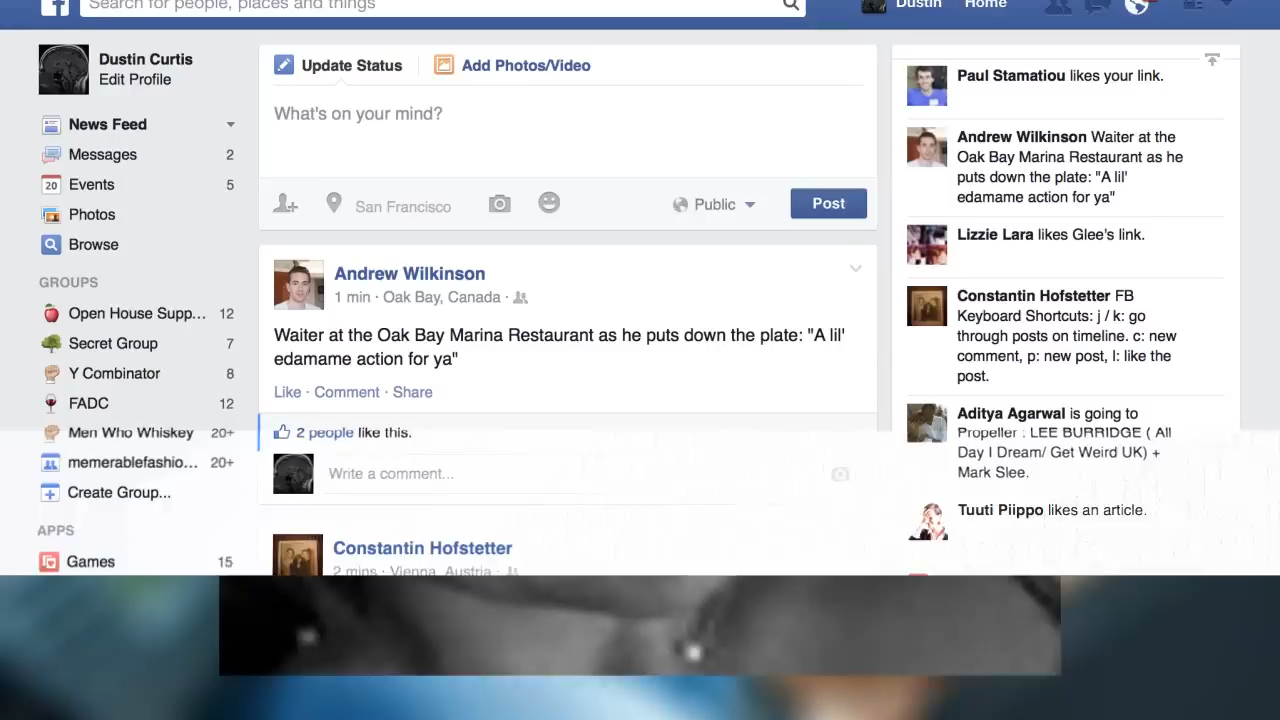 Search for people, places and things
Dustin
Home
Dustin Curtis
Edit Profile
News Feed
Messages 2
20 Events 5
Photos
Browse
GROUPS
Open House Supp... 12
Secret Group 7
Y Combinator 8
FADC 12
Men Who Whiskey 20+
memerablefashio... 20+
Create Group...
APPS
Games 15
Update Status
Add Photos/Video
What's on your mind?
San Francisco
Public
Post
Andrew Wilkinson
1 min · Oak Bay, Canada ·
Waiter at the Oak Bay Marina Restaurant as he puts down the plate: "A lil'
edamame action for ya"
Like · Comment · Share
2 people like this.
Write a comment...
Constantin Hofstetter
2 mins · Vienna, Austria ·
Paul Stamatiou likes your link.
Andrew Wilkinson Waiter at the
Oak Bay Marina Restaurant as he
puts down the plate: "A lil'
edamame action for ya"
Lizzie Lara likes Glee's link.
Constantin Hofstetter FB
Keyboard Shortcuts: j / k: go
through posts on timeline. c: new
comment, p: new post, l: like the
post.
Aditya Agarwal is going to
Propeller : LEE BURRIDGE ( All
Day I Dream/ Get Weird UK) +
Mark Slee.
Tuuti Piippo likes an article.